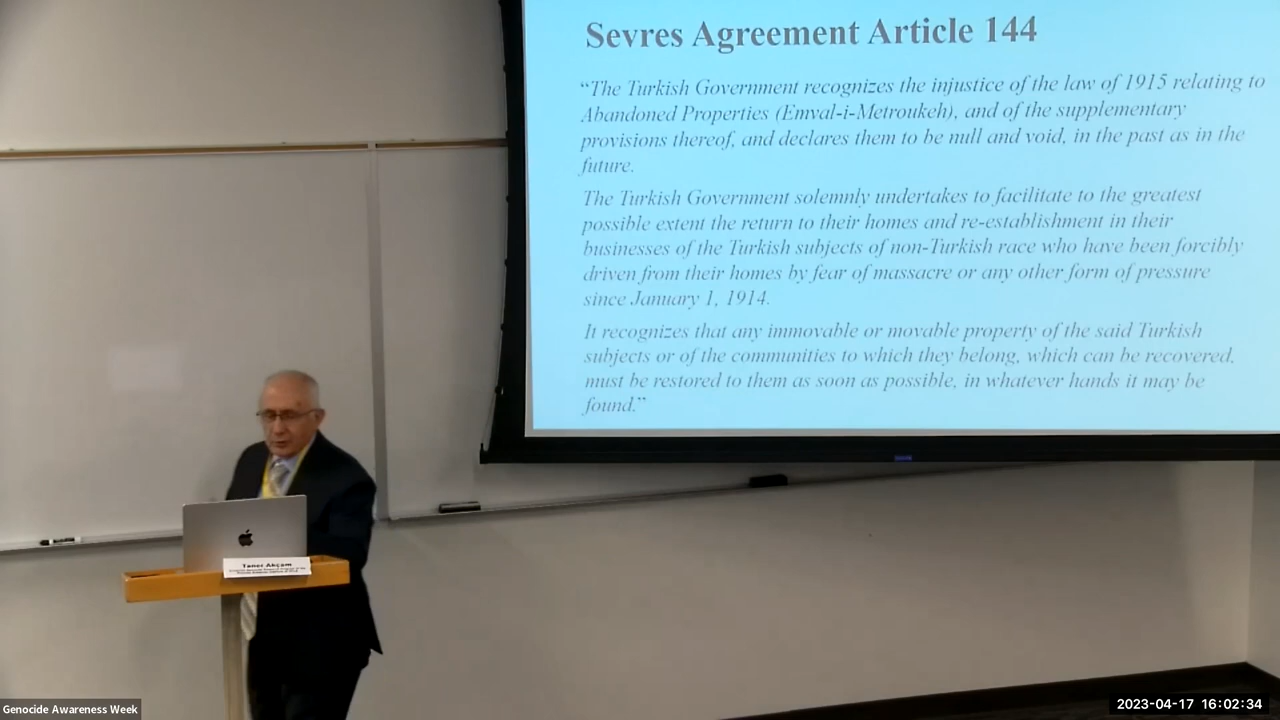 Sevres Agreement Article 144
“The Turkish Government recognizes the injustice of the law of 1915 relating to
Abandoned Properties (Emval-i-Metroukeh), and of the supplementary
provisions thereof, and declares them to be null and void, in the past as in the
future.
The Turkish Government solemnly undertakes to facilitate to the greatest
possible extent the return to their homes and re-establishment in their
businesses of the Turkish subjects of non-Turkish race who have been forcibly
driven from their homes by fear of massacre or any other form of pressure
since January 1, 1914.
It recognizes that any immovable or movable property of the said Turkish
subjects or of the communities to which they belong, which can be recovered,
must be restored to them as soon as possible, in whatever hands it may be
found.”
Taner Akçam
Genocide Awareness Week
2023-04-17 16:02:34